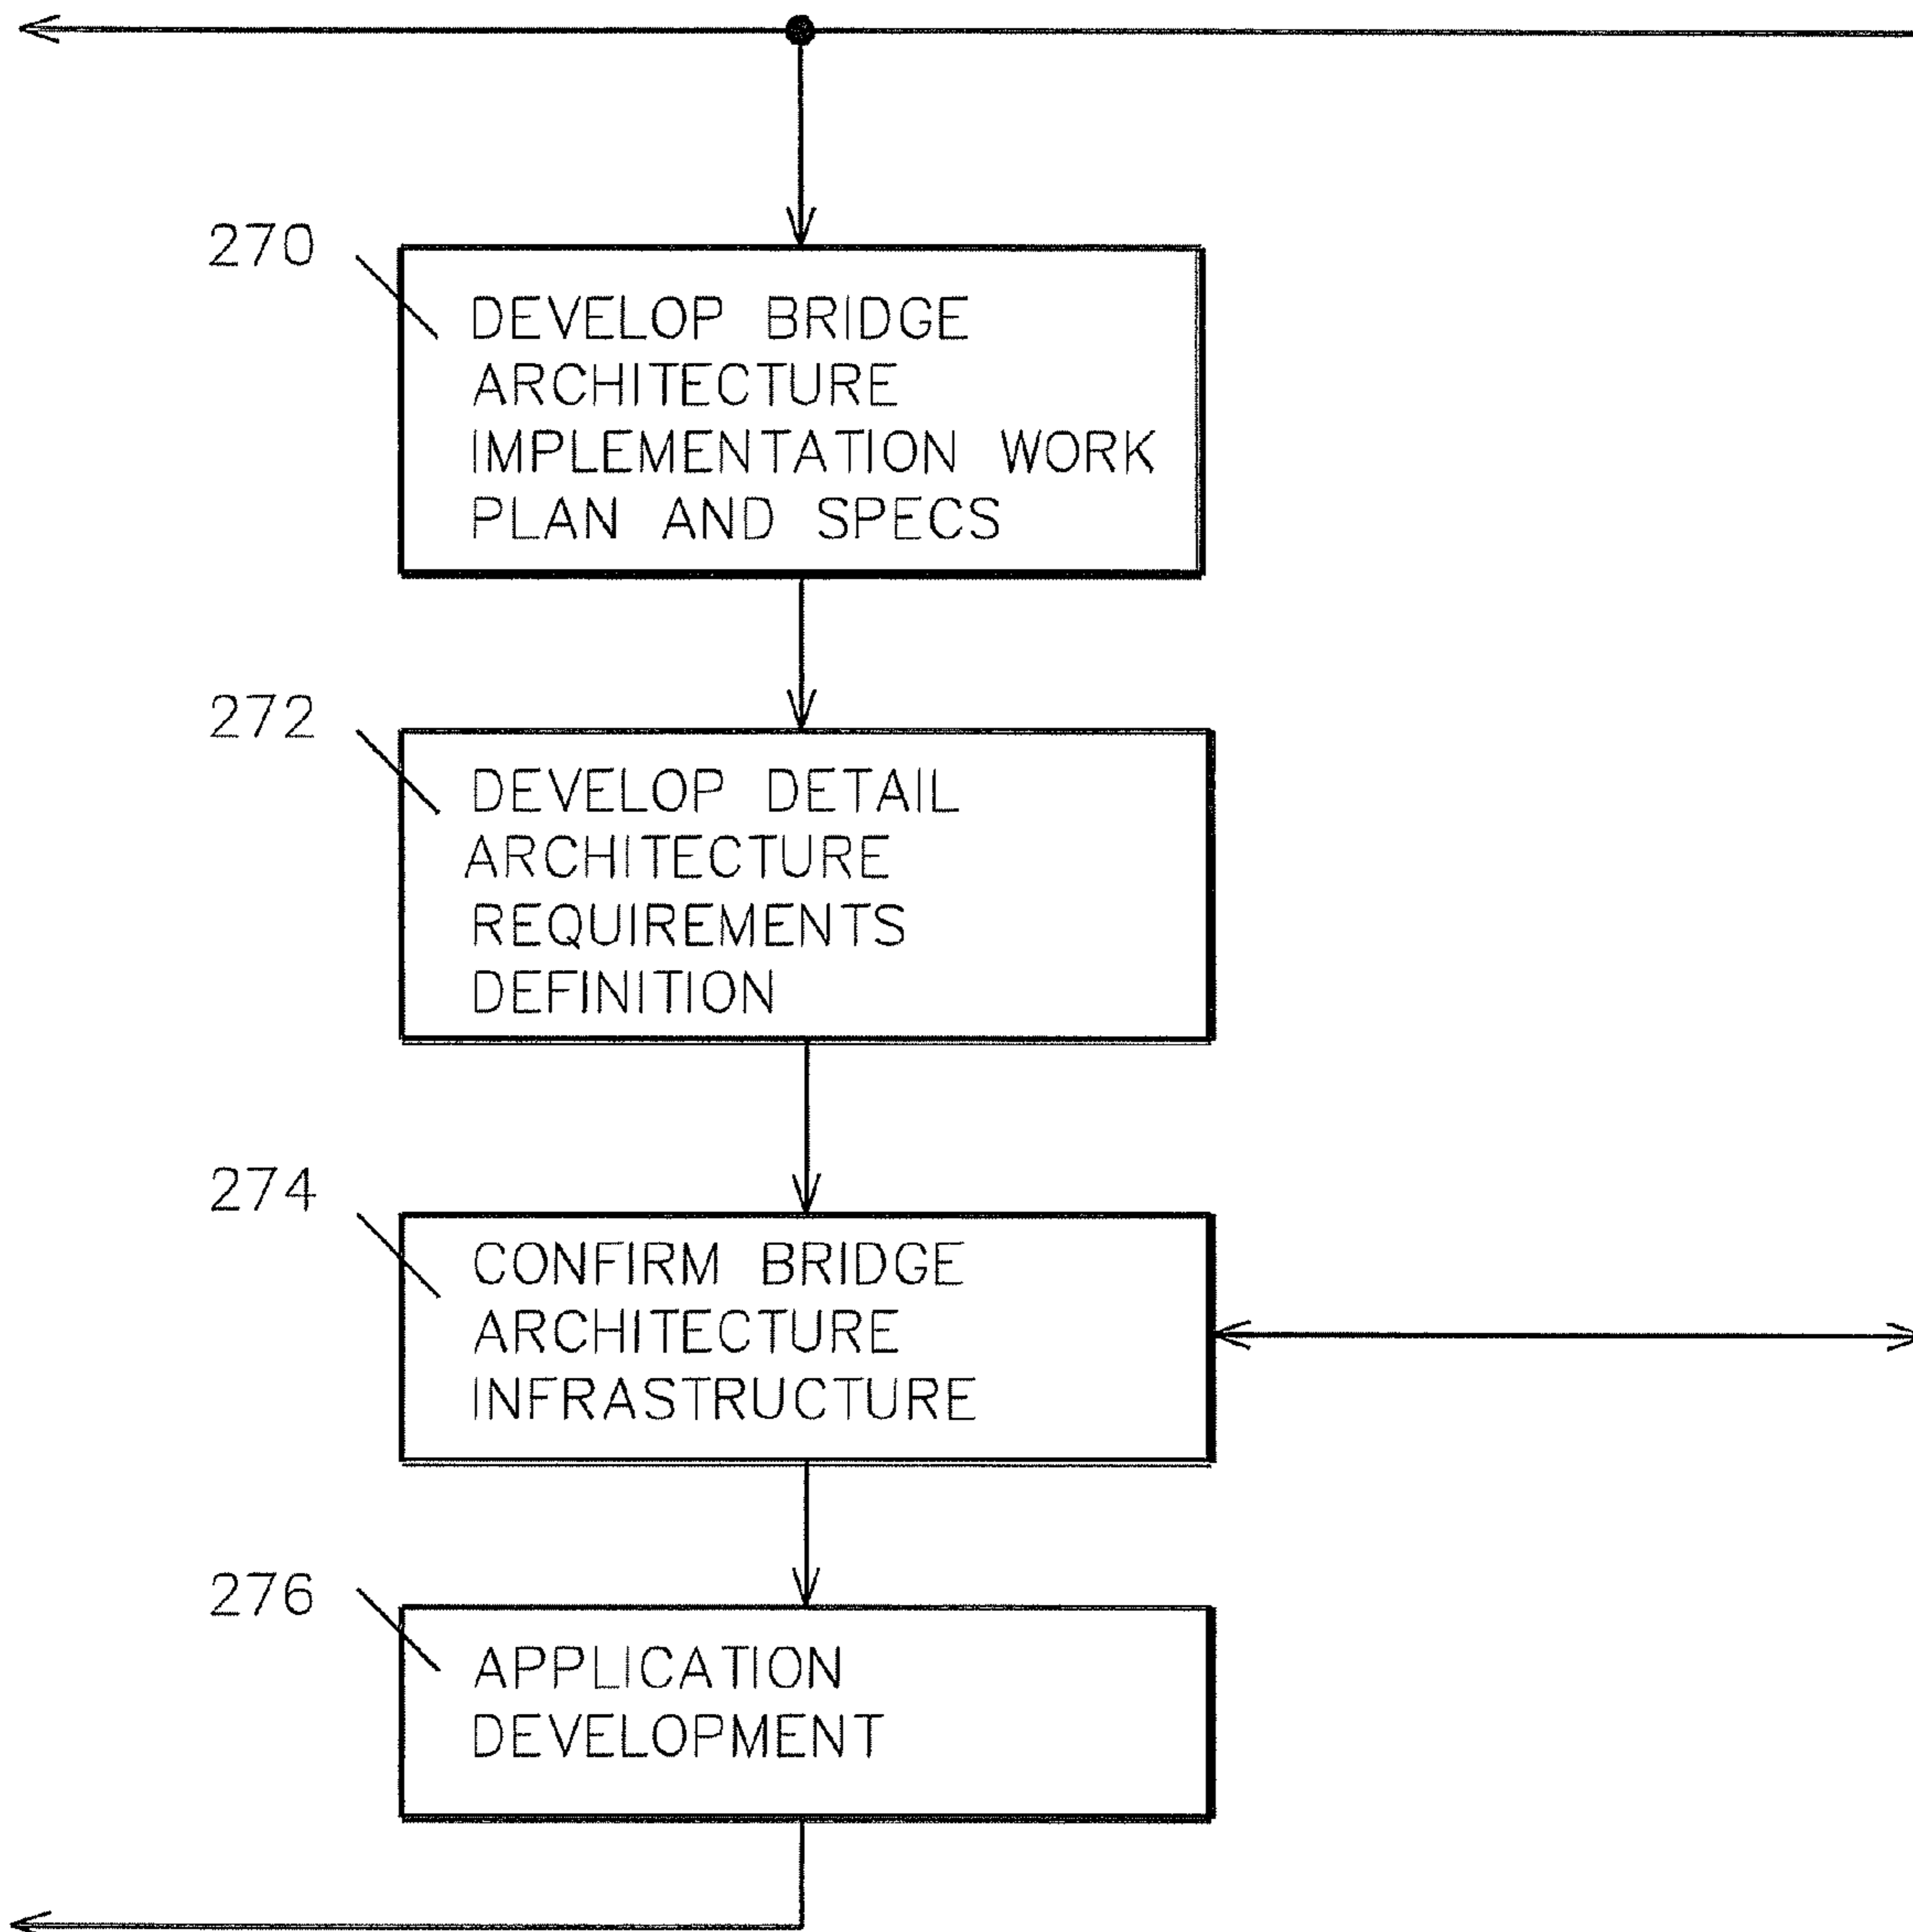 270
DEVELOP BRIDGE
ARCHITECTURE
IMPLEMENTATION WORK
PLAN AND SPECS
272
DEVELOP DETAIL
ARCHITECTURE
REQUIREMENTS
DEFINITION
274
CONFIRM BRIDGE
ARCHITECTURE
INFRASTRUCTURE
276
APPLICATION
DEVELOPMENT